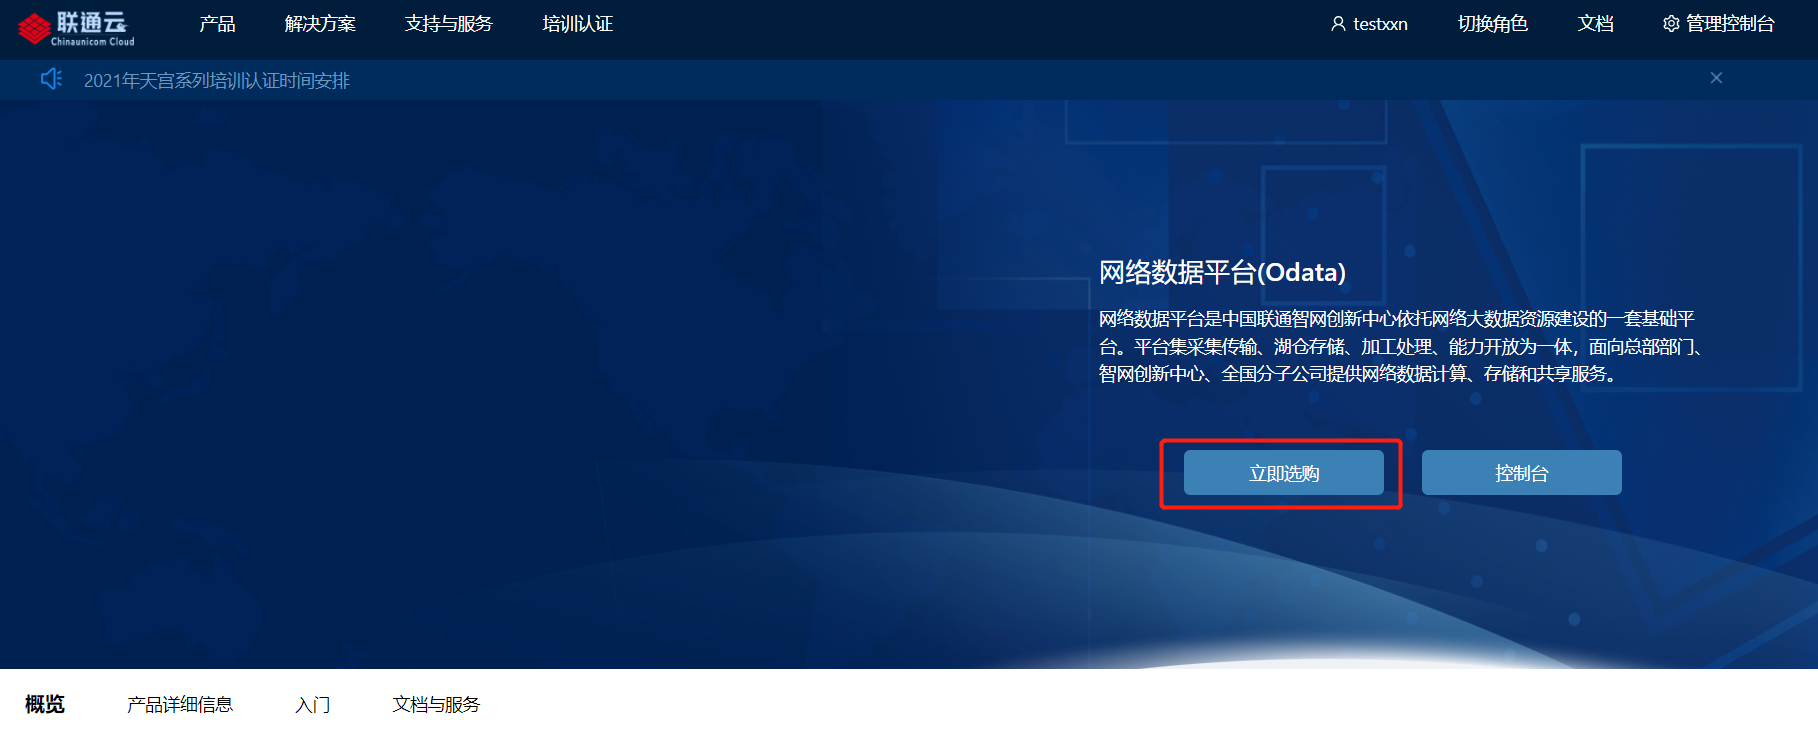 联通云
Chinaunicom Cloud
产品
解决方案
支持与服务
培训认证
testxxn
切换角色
文档
管理控制台
2021年天宫系列培训认证时间安排
网络数据平台(Odata)
网络数据平台是中国联通智网创新中心依托网络大数据资源建设的一套基础平
台。平台集采集传输、湖仓存储、加工处理、能力开放为一体，面向总部部门、
智网创新中心、全国分子公司提供网络数据计算、存储和共享服务。
立即选购
控制台
概览
产品详细信息
入门
文档与服务